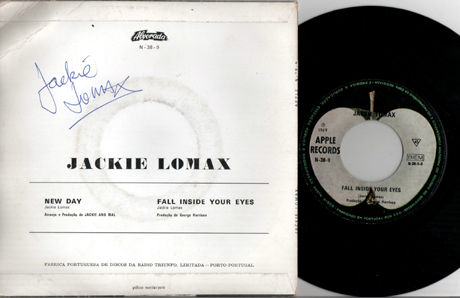 Alvorada
N-38-9
Jackie
Lomax
JACKIE LOMAX
NEW DAY
Jackie Lomax
Arranjo e Produção de JACKIE AND MAL
FALL INSIDE YOUR EYES
Jackie Lomax
Produção de George Harrison
FABRICA PORTUGUESA DE DISCOS DA RADIO TRIUNFO, LIMITADA — PORTO PORTUGAL
JACKIE LOMAX
1969
APPLE
RECORDS
N-38-9
FALL INSIDE YOUR EYES